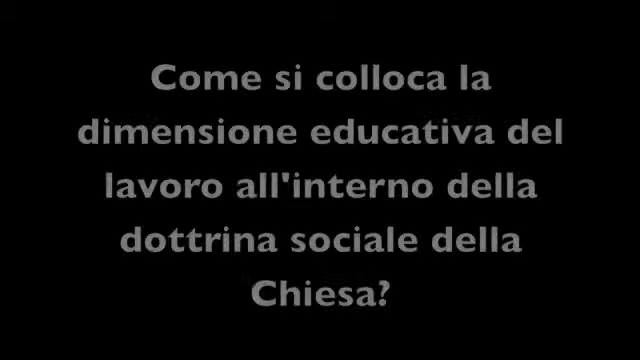 Come si colloca la
dimensione educativa del
lavoro all'interno della
dottrina sociale della
Chiesa?